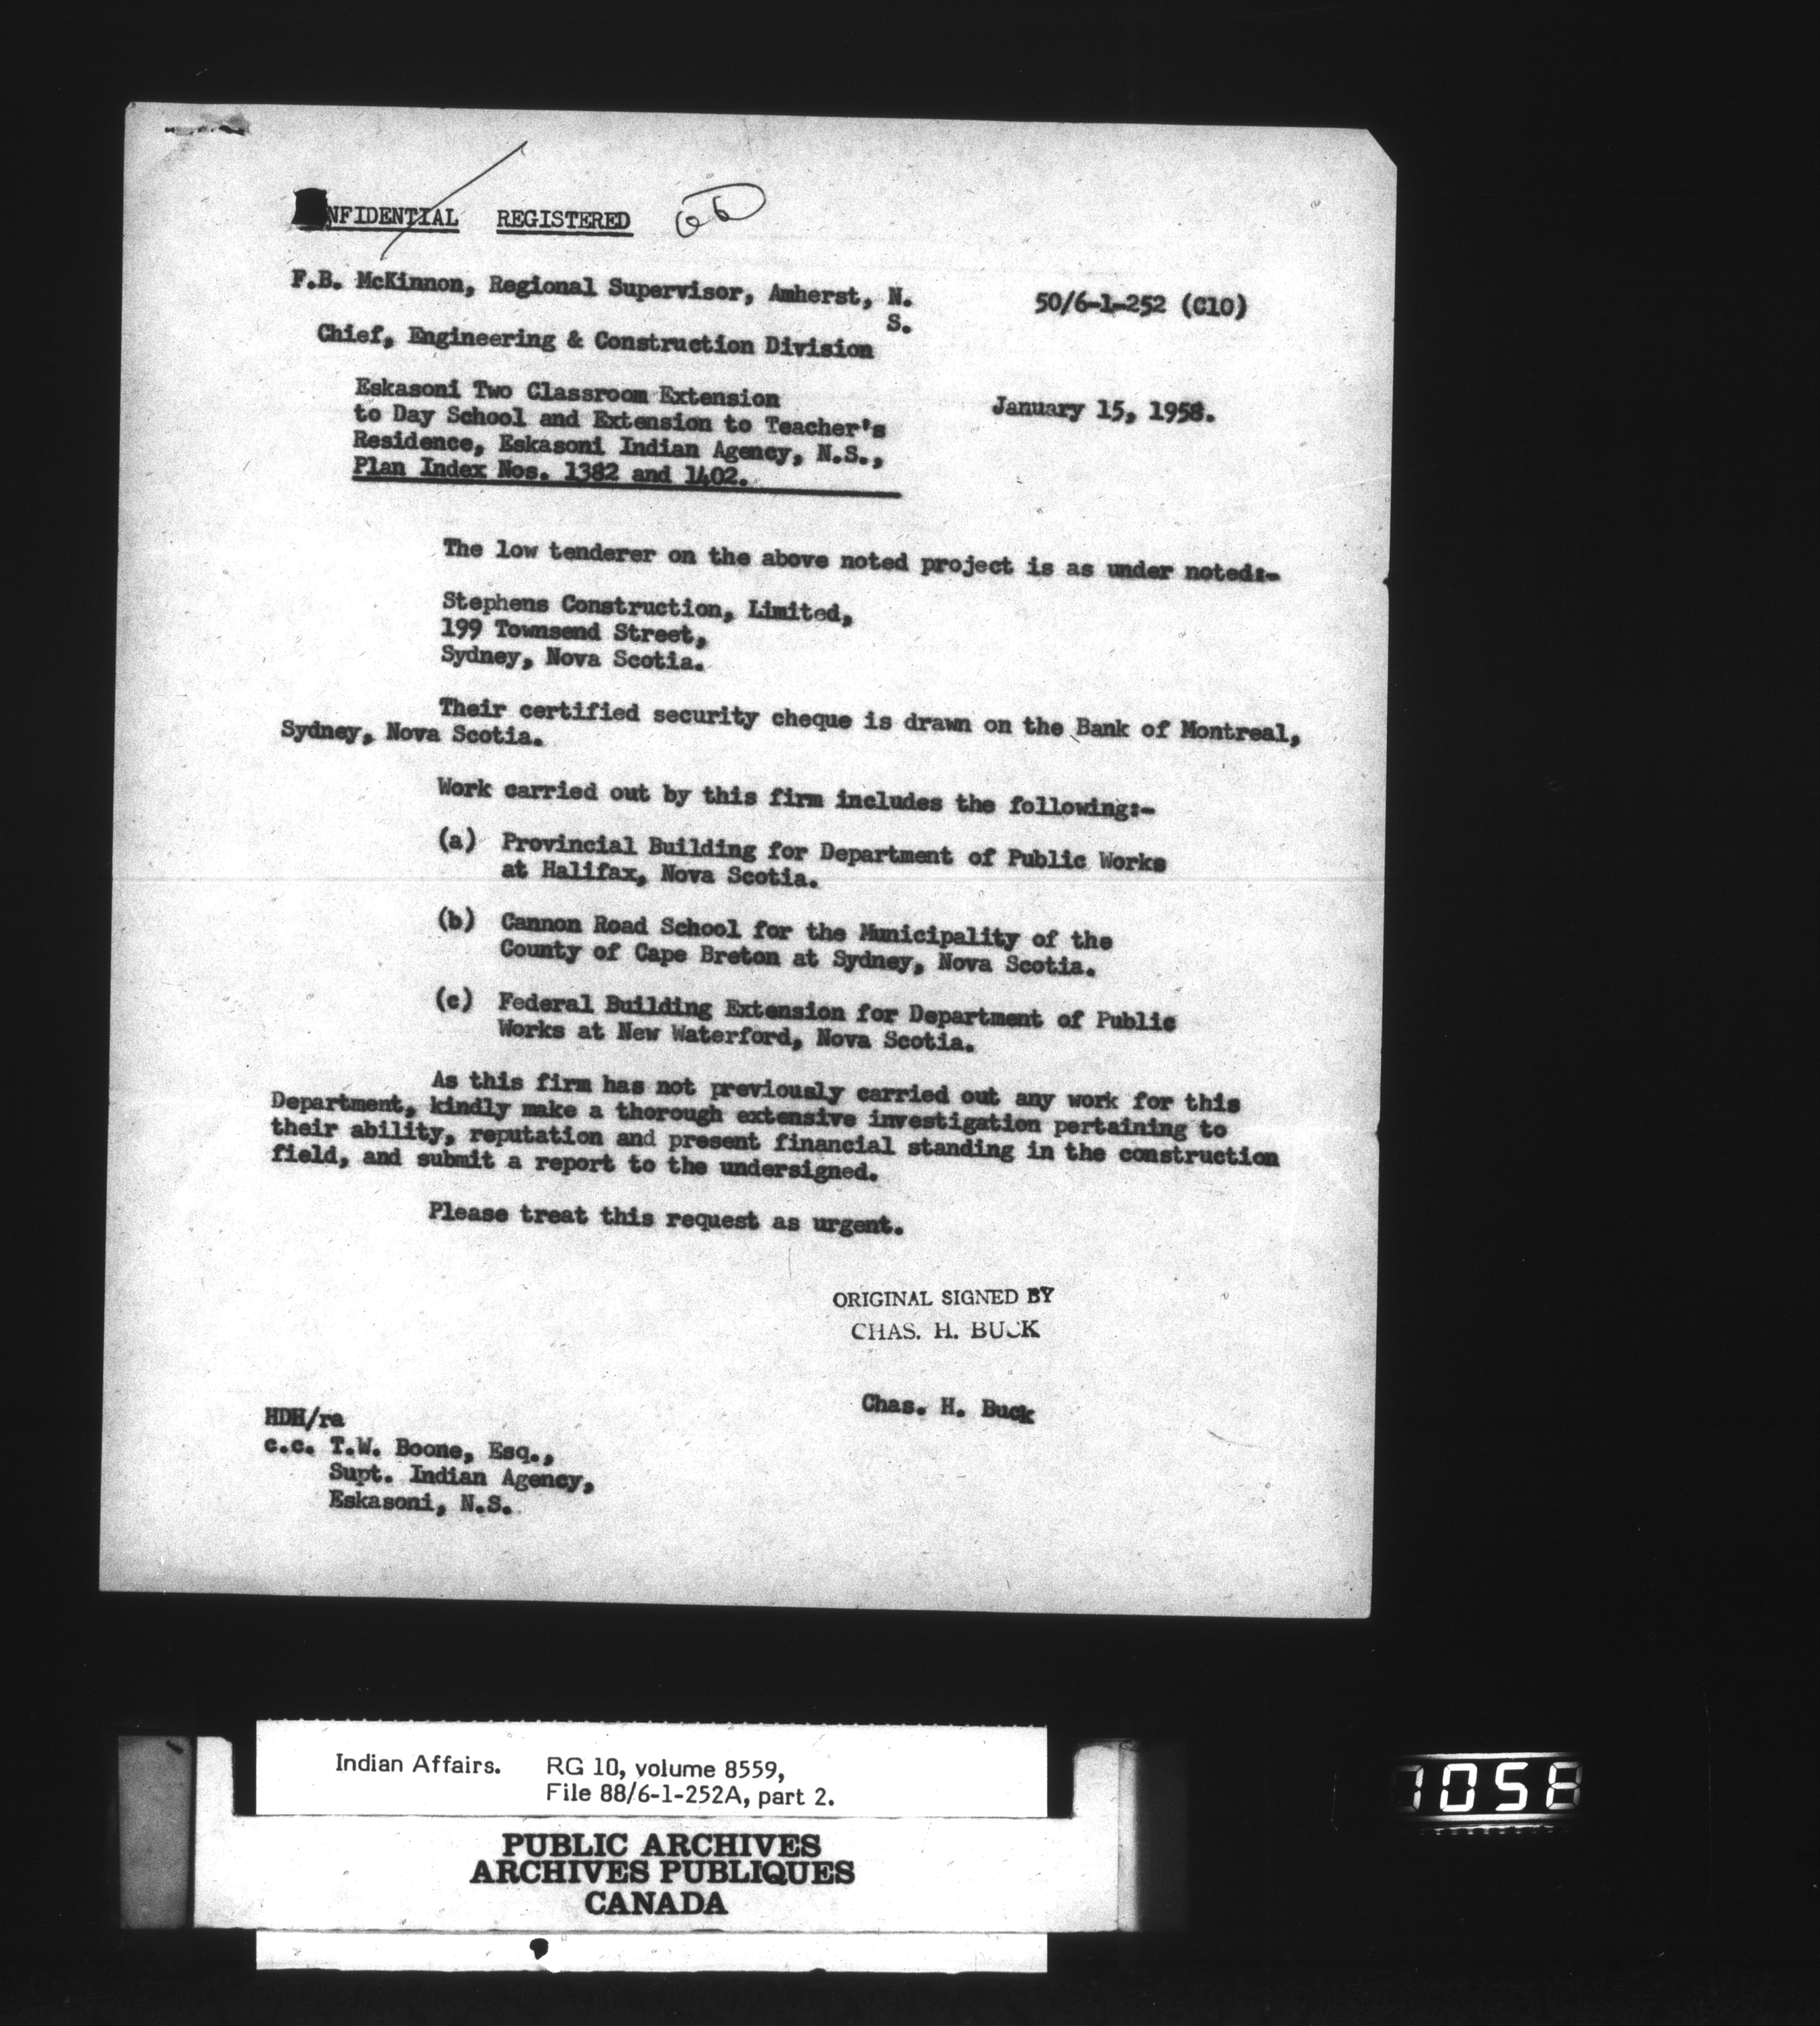 NFIDENTIAL REGISTERED
F.B. McKinnon, Regional Supervisor, Amherst, N.
S.
50/6-1-252 (C10)
Chief, Engineering & Construction Division
Eskasoni Two Classroom Extension
to Day School and Extension to Teacher's
Residence, Eskasoni Indian Agency, N.S.,
Plan Index Nos. 1382 and 1402.
January 15, 1958.
The low tenderer on the above noted project is as under noted:-
Stephens Construction, Limited,
199 Townsend Street,
Sydney, Nova Scotia.
Their certified security cheque is drawn on the Bank of Montreal,
Sydney, Nova Scotia.
Work carried out by this firm includes the following:-
(a) Provincial Building for Department of Public Works
at Halifax, Nova Scotia.
(b) Cannon Road School for the Municipality of the
County of Cape Breton at Sydney, Nova Scotia.
(c) Federal Building Extension for Department of Public
Works at New Waterford, Nova Scotia.
As this firm has not previously carried out any work for this
Department, kindly make a thorough extensive investigation pertaining to
their ability, reputation and present financial standing in the construction
field, and submit a report to the undersigned.
Please treat this request as urgent.
ORIGINAL SIGNED BY
CHAS. H. BUCK
Chas. H. Buck
HDH/ra
c.c. T.W. Boone, Esq.,
Supt. Indian Agency,
Eskasoni, N.S.
Indian Affairs. RG 10, volume 8559,
File 88/6-1-252A, part 2.
PUBLIC ARCHIVES
ARCHIVES PUBLIQUES
CANADA
1058